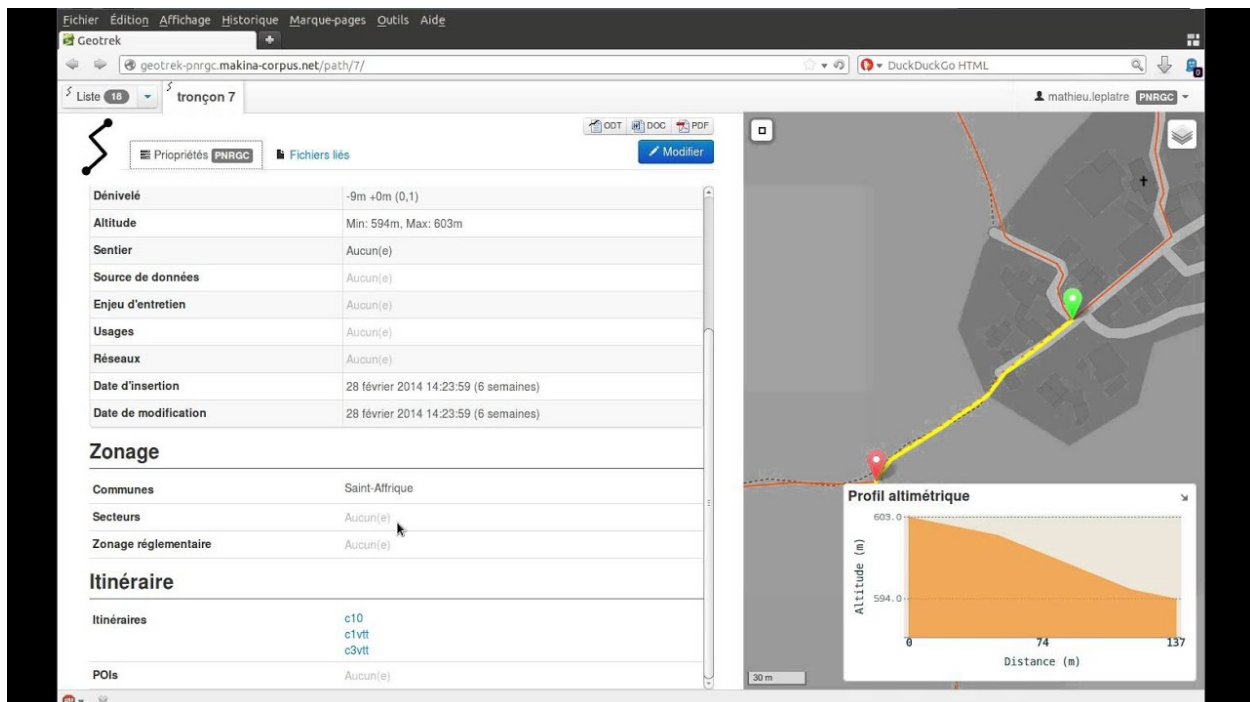 Fichier Édition Affichage Historique Marque-pages Outils Aide
Geotrek
geotrek-pnrgc.makina-corpus.net/path/7/
DuckDuckGo HTML
Liste 18
tronçon 7
mathieu.leplatre PNRGC
ODT DOC PDF
Priopriétés PNRGC
Fichiers liés
Modifier
Dénivelé -9m +0m (0,1)
Altitude Min: 594m, Max: 603m
Sentier Aucun(e)
Source de données Aucun(e)
Enjeu d'entretien Aucun(e)
Usages Aucun(e)
Réseaux Aucun(e)
Date d'insertion 28 février 2014 14:23:59 (6 semaines)
Date de modification 28 février 2014 14:23:59 (6 semaines)
Zonage
Communes Saint-Affrique
Secteurs Aucun(e)
Zonage réglementaire Aucun(e)
Itinéraire
Itinéraires c10
c1vtt
c3vtt
POIs Aucun(e)
30 m
Profil altimétrique
603.0
Altitude (m)
594.0
0 74 137
Distance (m)